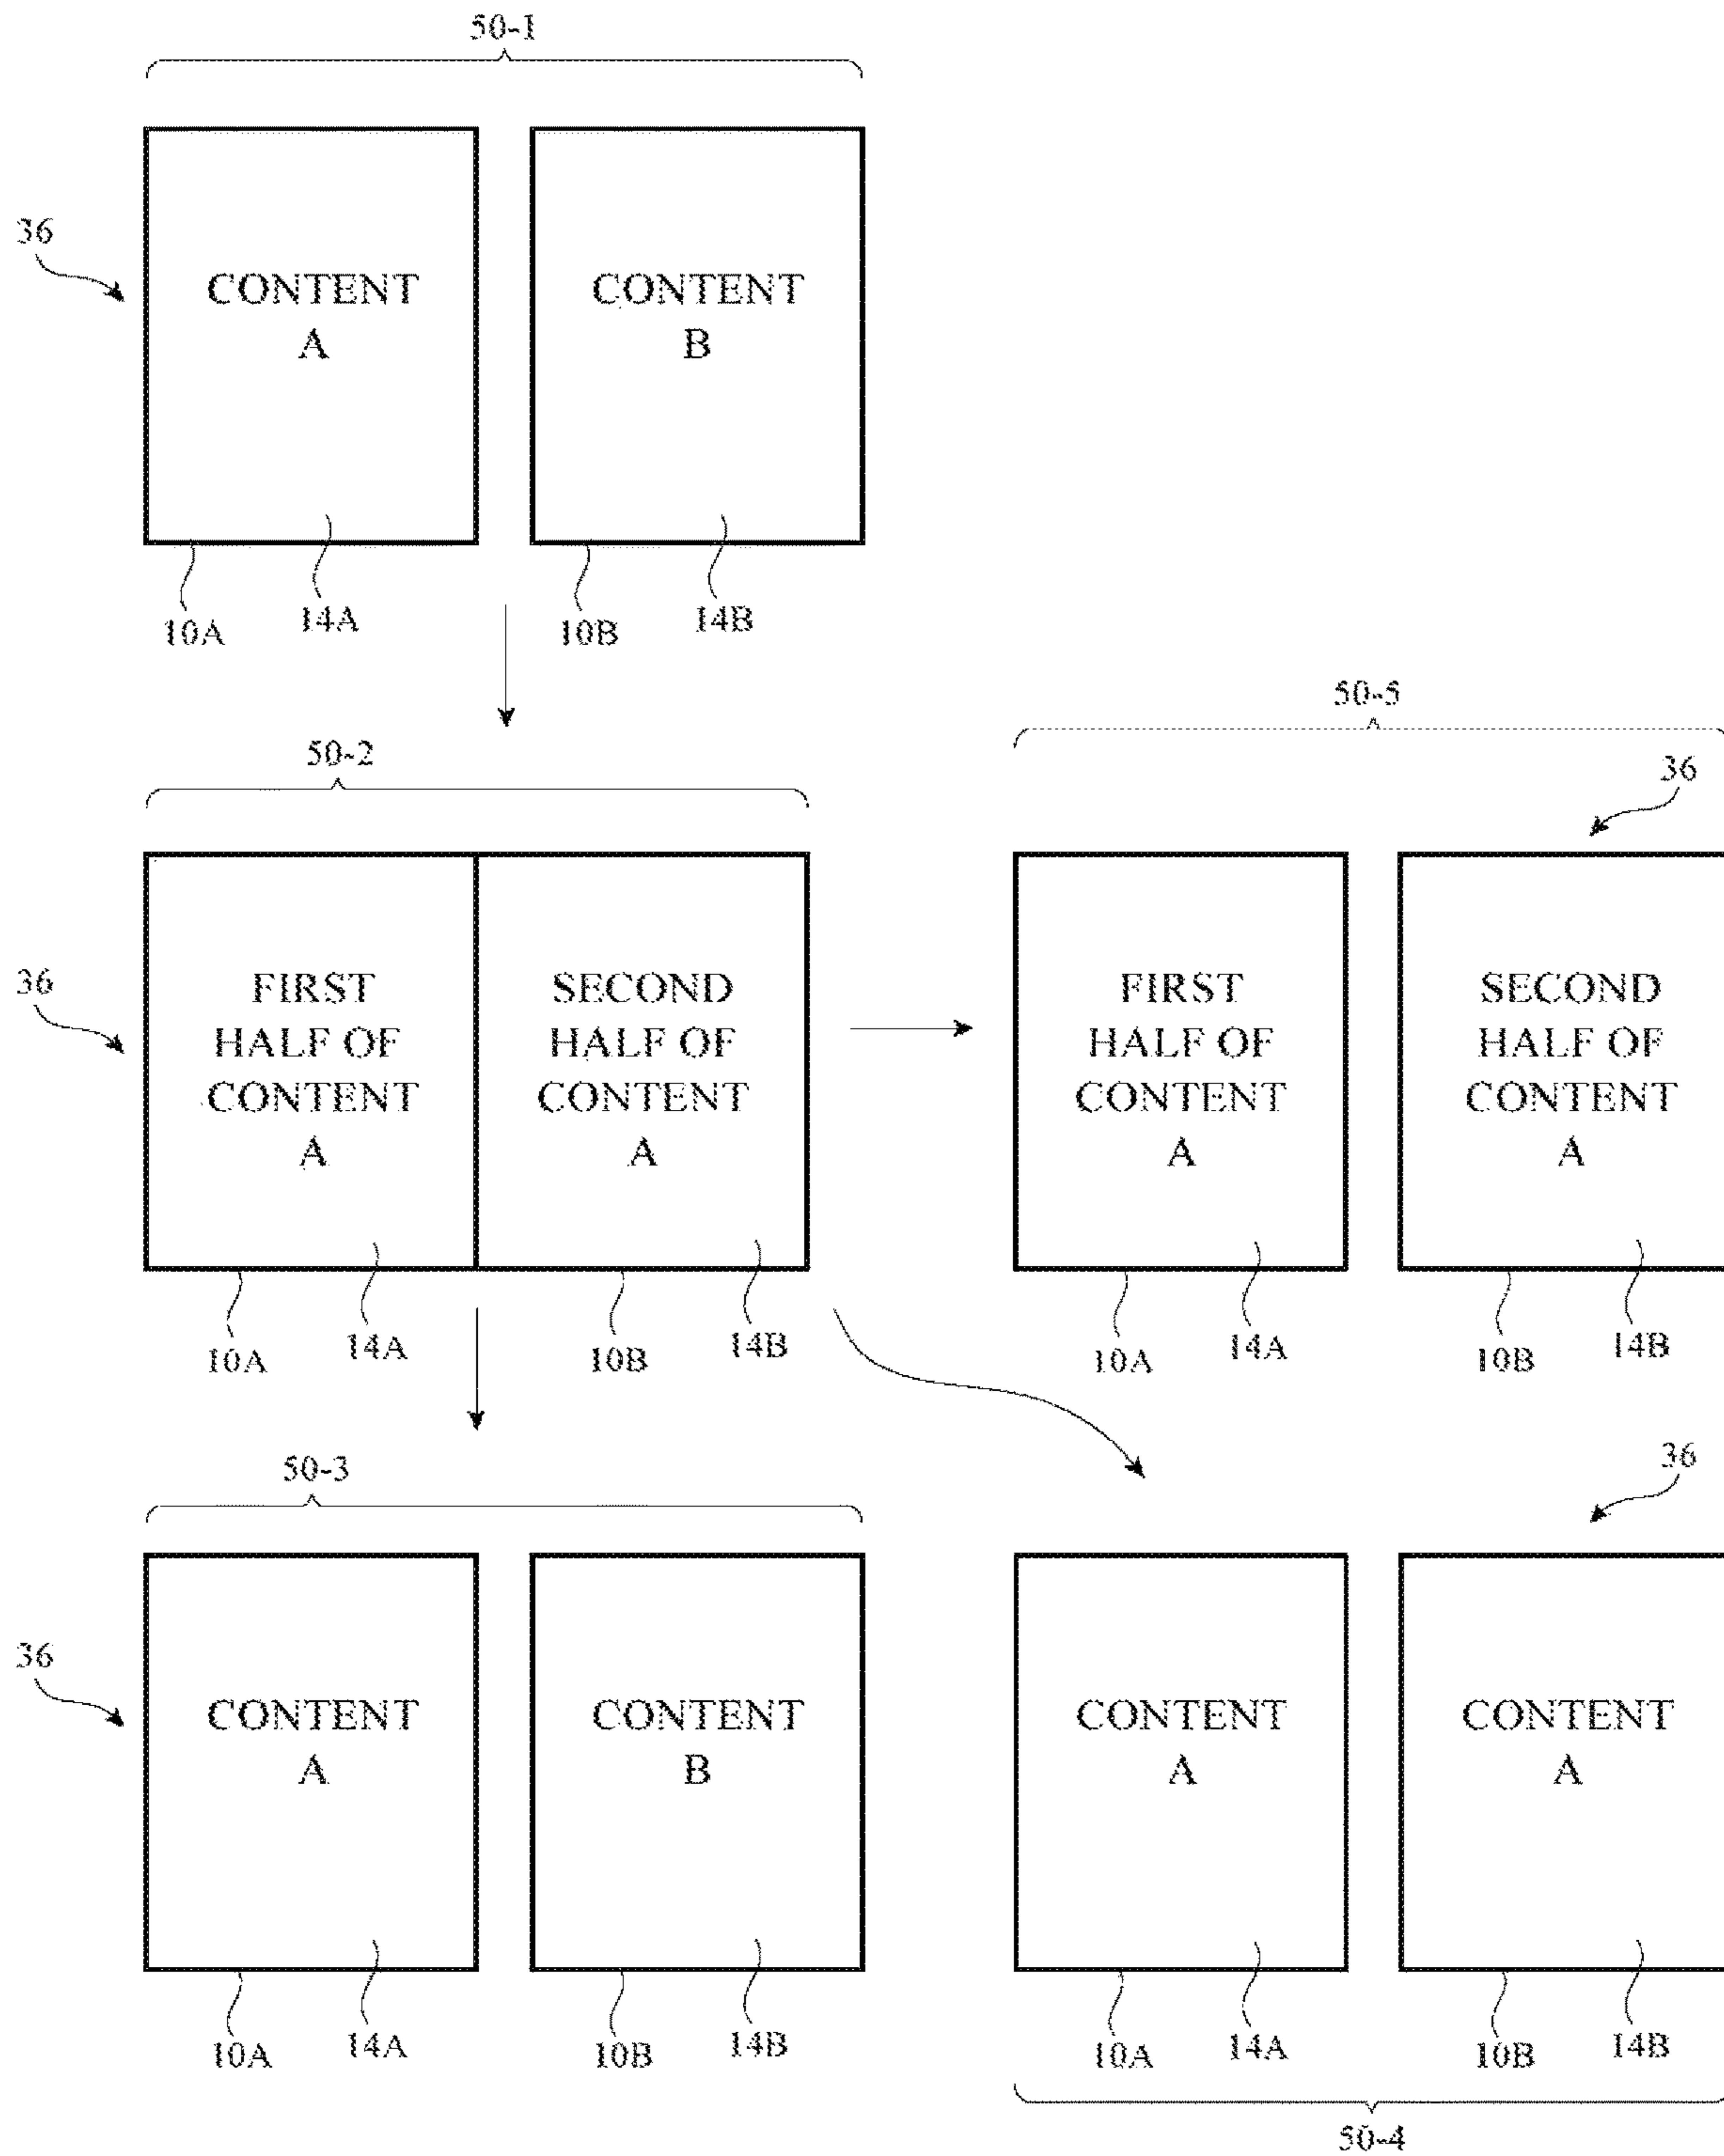 50-1
36
CONTENT
A
CONTENT
B
10A
14A
10B
14B
50-2
36
FIRST
HALF OF
CONTENT
A
SECOND
HALF OF
CONTENT
A
10A
14A
10B
14B
50-5
36
FIRST
HALF OF
CONTENT
A
SECOND
HALF OF
CONTENT
A
10A
14A
10B
14B
50-3
36
CONTENT
A
CONTENT
B
10A
14A
10B
14B
36
CONTENT
A
CONTENT
A
10A
14A
10B
14B
50-4